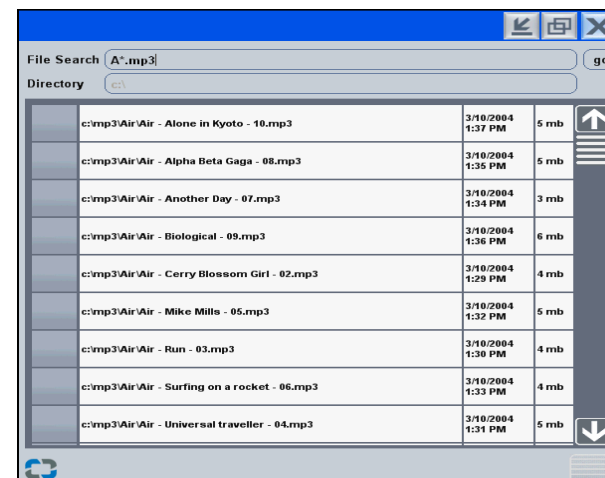 File Search A*.mp3 go
Directory c:\
c:\mp3\Air\Air - Alone in Kyoto - 10.mp3 3/10/2004 1:37 PM 5 mb
c:\mp3\Air\Air - Alpha Beta Gaga - 08.mp3 3/10/2004 1:35 PM 5 mb
c:\mp3\Air\Air - Another Day - 07.mp3 3/10/2004 1:34 PM 3 mb
c:\mp3\Air\Air - Biological - 09.mp3 3/10/2004 1:36 PM 6 mb
c:\mp3\Air\Air - Cerry Blossom Girl - 02.mp3 3/10/2004 1:29 PM 4 mb
c:\mp3\Air\Air - Mike Mills - 05.mp3 3/10/2004 1:32 PM 5 mb
c:\mp3\Air\Air - Run - 03.mp3 3/10/2004 1:30 PM 4 mb
c:\mp3\Air\Air - Surfing on a rocket - 06.mp3 3/10/2004 1:33 PM 4 mb
c:\mp3\Air\Air - Universal traveller - 04.mp3 3/10/2004 1:31 PM 5 mb